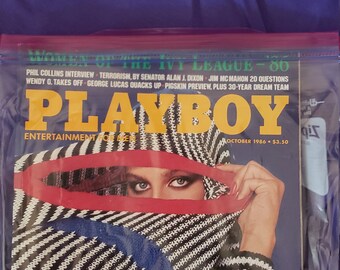 WOMEN OF THE IVY LEAGUE—'86
PHIL COLLINS INTERVIEW · TERRORISM, BY SENATOR ALAN J. DIXON · JIM McMAHON 20 QUESTIONS
WENDY O. TAKES OFF · GEORGE LUCAS QUACKS UP · PIGSKIN PREVIEW, PLUS 30-YEAR DREAM TEAM
PLAYBOY
ENTERTAINMENT FOR
OCTOBER 1986 • $3.50
Zip